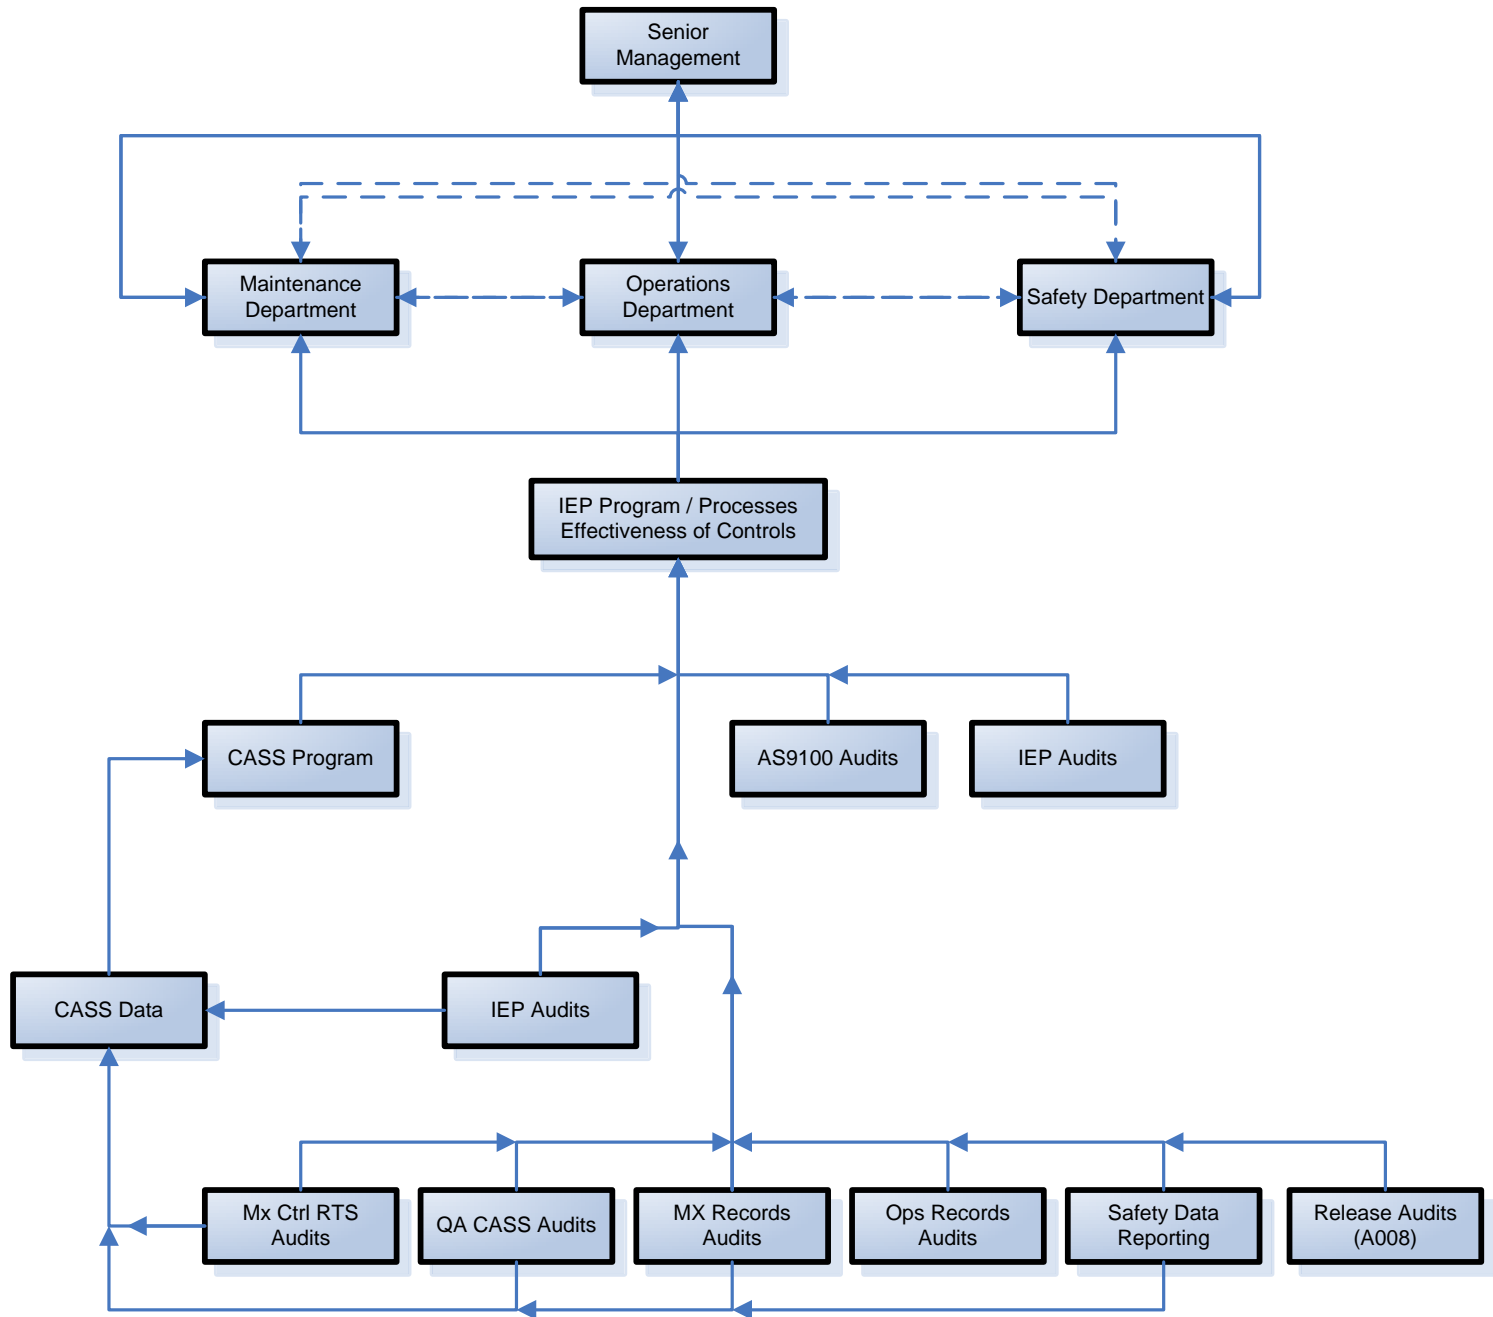 Senior
Management
Maintenance
Department
Operations
Department
Safety Department
IEP Program / Processes
Effectiveness of Controls
CASS Program
AS9100 Audits
IEP Audits
CASS Data
IEP Audits
Mx Ctrl RTS
Audits
QA CASS Audits
MX Records
Audits
Ops Records
Audits
Safety Data
Reporting
Release Audits
(A008)